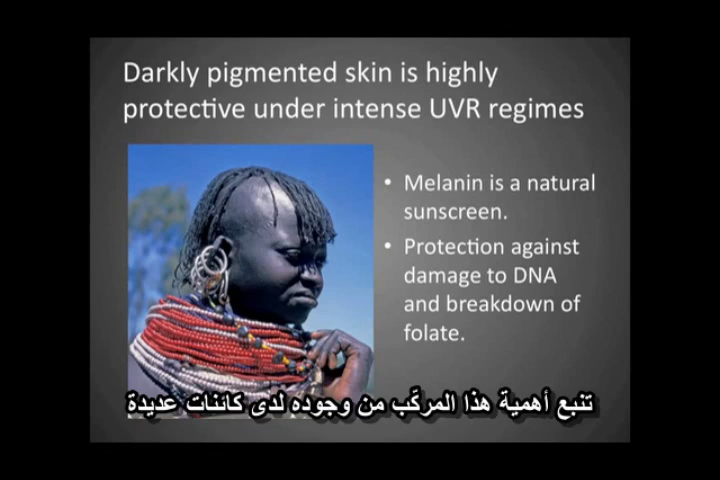 Darkly pigmented skin is highly
protective under intense UVR regimes
• Melanin is a natural
sunscreen.
• Protection against
damage to DNA
and breakdown of
folate.
تنبع أهمية هذا المركّب من وجوده لدى كائنات عديدة